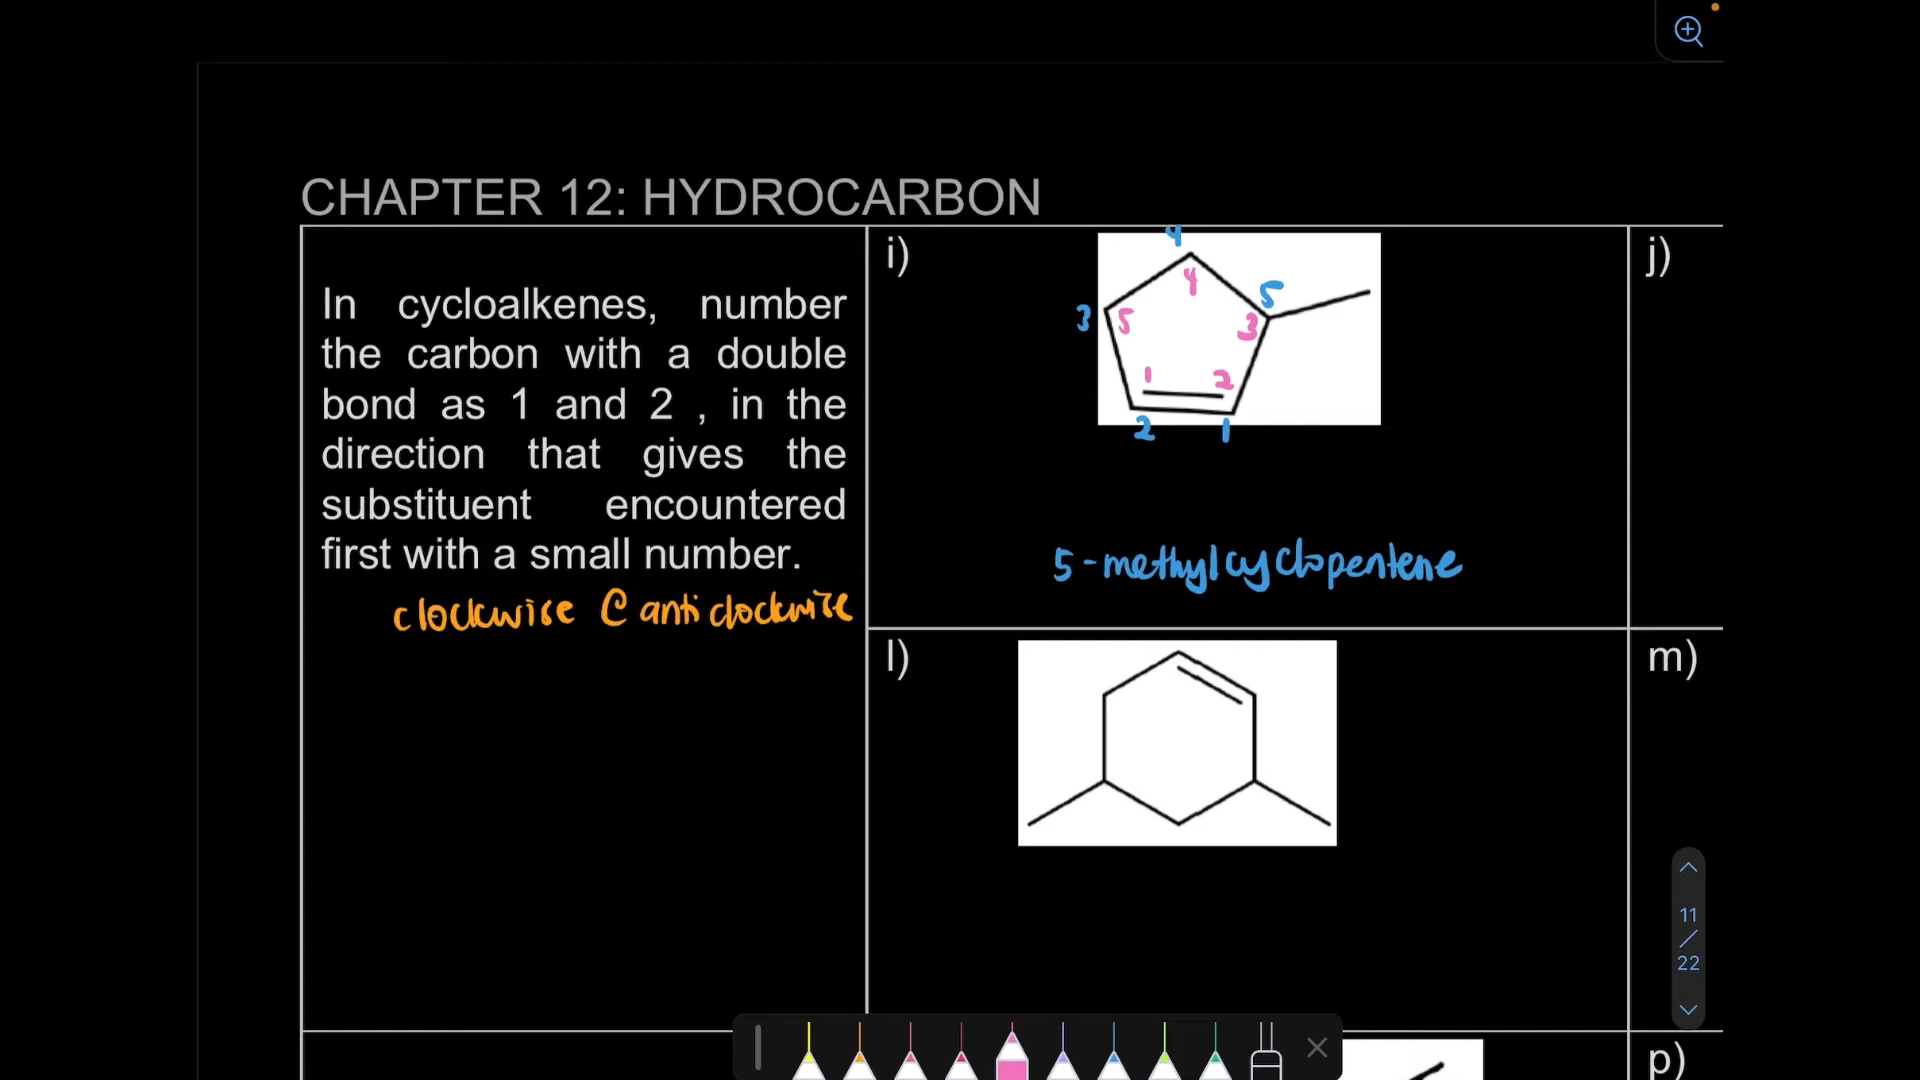 CHAPTER 12: HYDROCARBON
In cycloalkenes, number
the carbon with a double
bond as 1 and 2 , in the
direction that gives the
substituent encountered
first with a small number.
clockwise @ anticlockwise
i)
4
4
5
3
5
3
1
2
2
1
5-methylcyclopentene
j)
l)
m)
11
/
22
p)